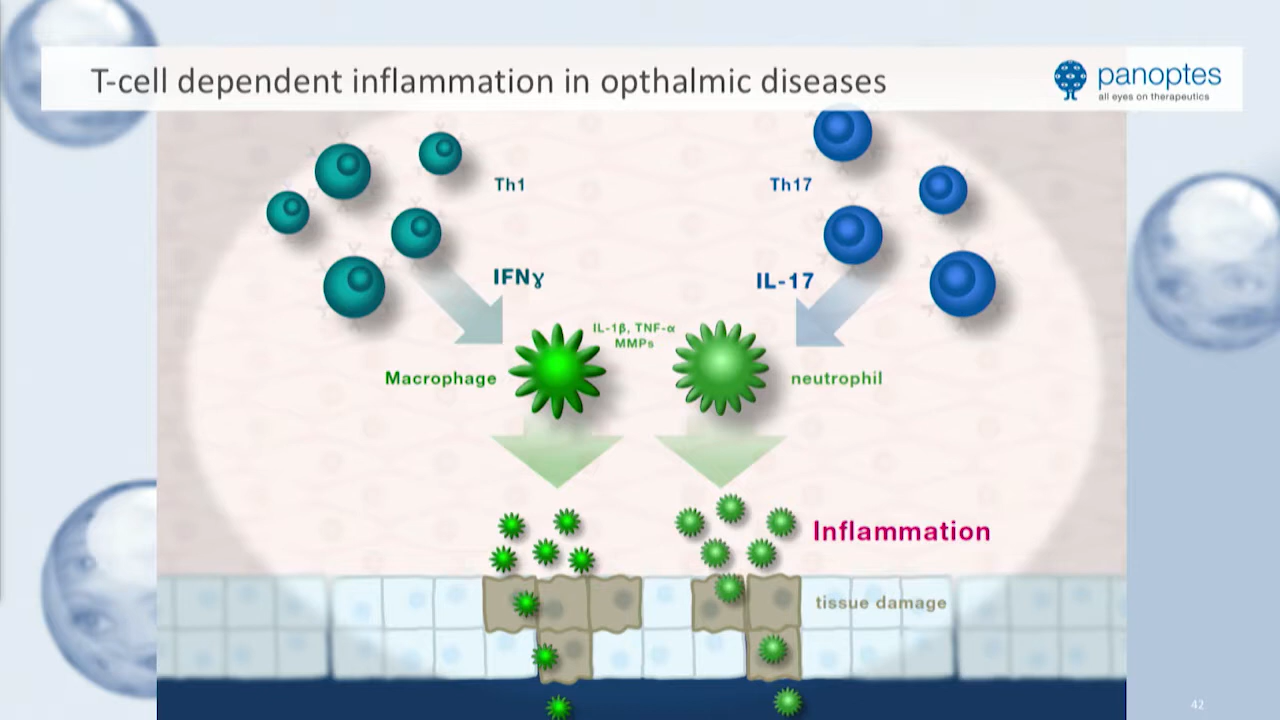 T-cell dependent inflammation in opthalmic diseases
panoptes
all eyes on therapeutics
Th1
Th17
IFNɣ
IL-17
IL-1β, TNF-α
MMPs
Macrophage
neutrophil
Inflammation
tissue damage
42